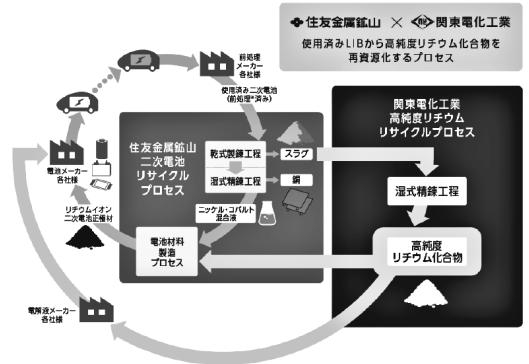 住友金属鉱山 × 関東電化工業
使用済みLIBから高純度リチウム化合物を
再資源化するプロセス
前処理
メーカー
各社様
使用済み二次電池
(前処理*済み)
関東電化工業
高純度リチウム
リサイクルプロセス
住友金属鉱山
二次電池
リサイクル
プロセス
乾式製錬工程
スラグ
湿式精錬工程
銅
湿式精錬工程
電池メーカー
各社様
リチウムイオン
二次電池正極材
ニッケル・コバルト
混合液
電池材料
製造
プロセス
高純度
リチウム化合物
電解液メーカー
各社様